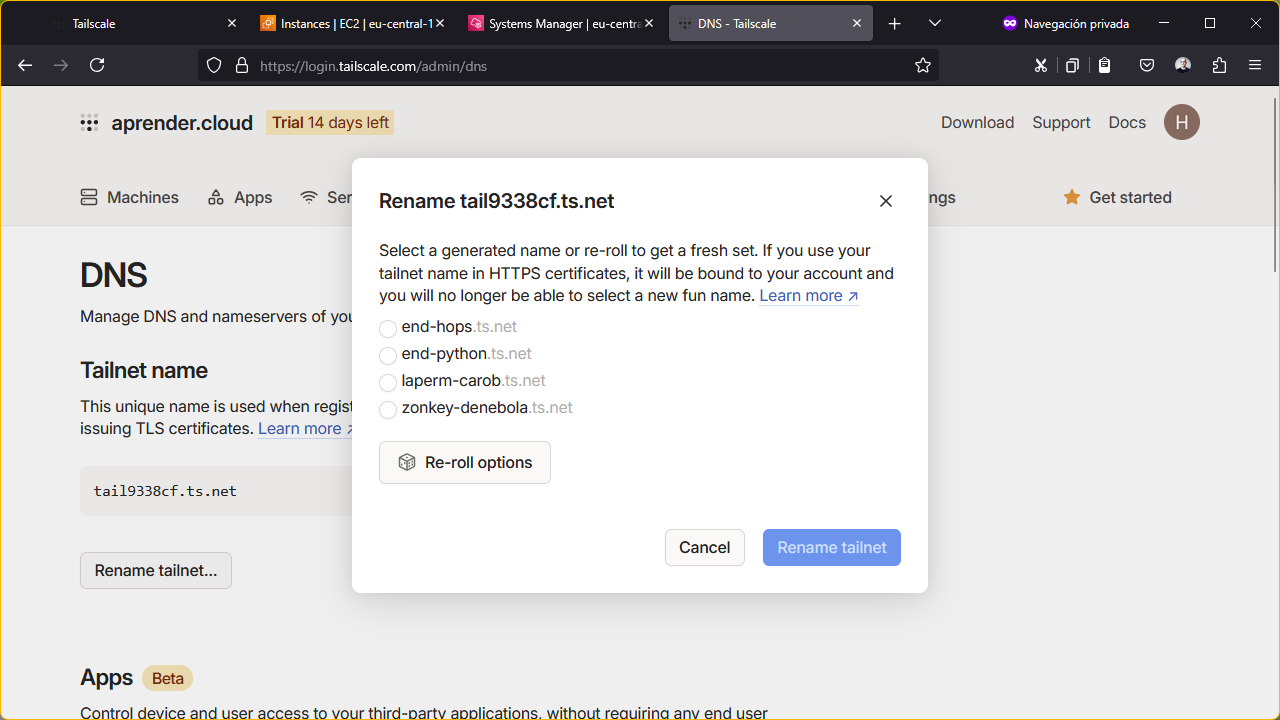 Tailscale
Instances | EC2 | eu-central-1
Systems Manager | eu-centra
DNS - Tailscale
Navegación privada
https://login.tailscale.com/admin/dns
aprender.cloud
Trial 14 days left
Download
Support
Docs
H
Machines
Apps
Ser
ngs
Get started
DNS
Manage DNS and nameservers of you
Tailnet name
This unique name is used when regist
issuing TLS certificates. Learn more ↗
tail9338cf.ts.net
Rename tailnet...
Apps
Beta
Control device and user access to your third-party applications, without requiring any end user
Rename tail9338cf.ts.net
Select a generated name or re-roll to get a fresh set. If you use your
tailnet name in HTTPS certificates, it will be bound to your account and
you will no longer be able to select a new fun name. Learn more ↗
end-hops.ts.net
end-python.ts.net
laperm-carob.ts.net
zonkey-denebola.ts.net
Re-roll options
Cancel
Rename tailnet